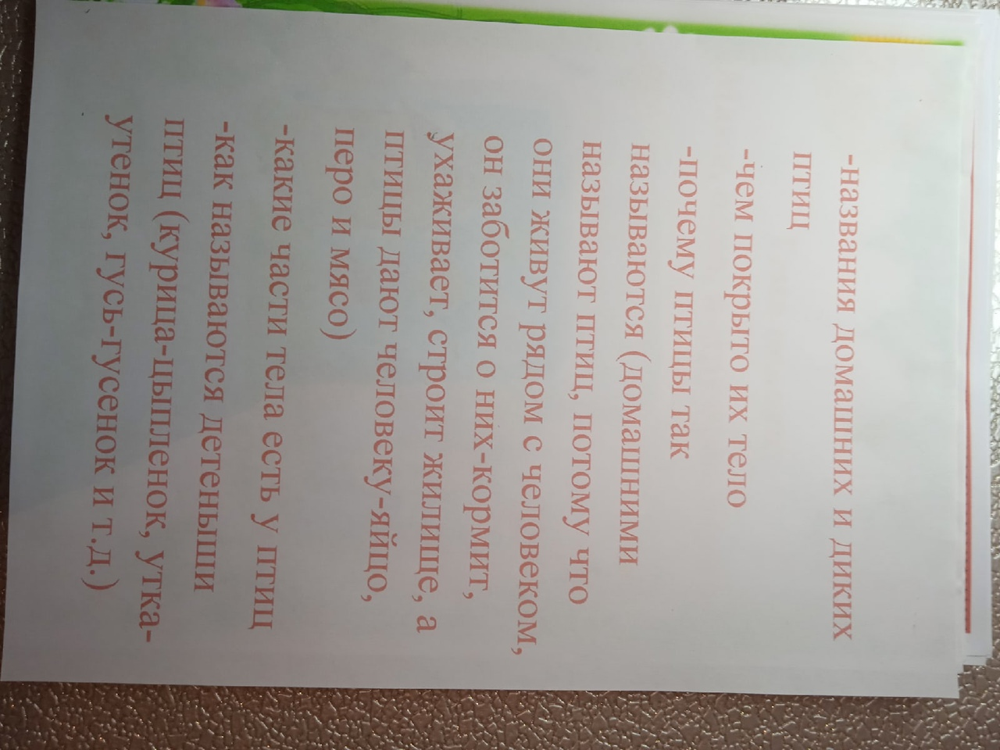 -названия домашних и диких
птиц
-чем покрыто их тело
-почему птицы так
называются (домашними
называют птиц, потому что
они живут рядом с человеком,
он заботится о них-кормит,
ухаживает, строит жилище, а
птицы дают человеку-яйцо,
перо и мясо)
-какие части тела есть у птиц
-как называются детеныши
птиц (курица-цыпленок, утка-
утенок, гусь-гусенок и т.д.)